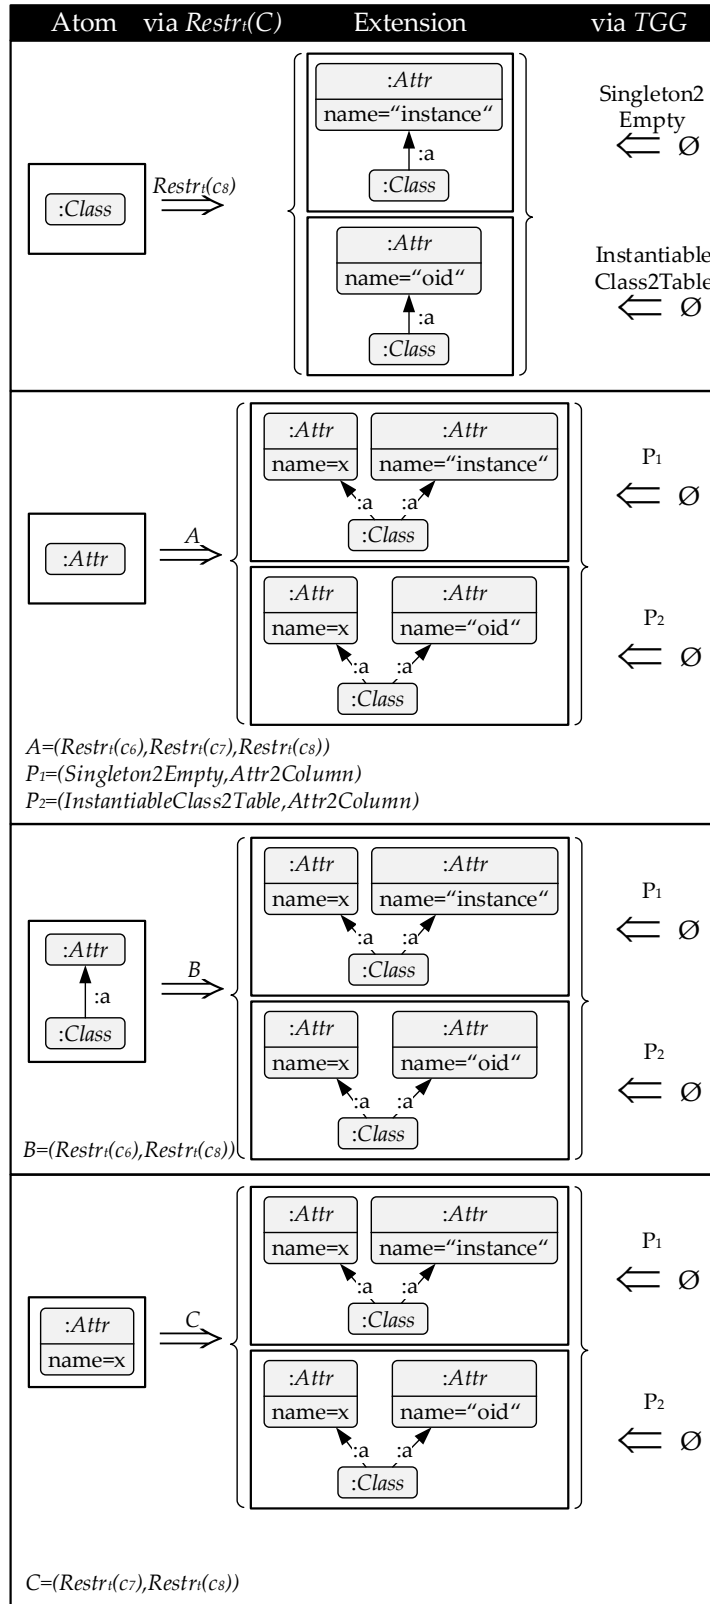 Atom via Restrt(C) Extension via TGG
:Attr
name="instance“
:a
:Class
Singleton2
Empty
⇐ Ø
:Class
Restrt(c8)
:Attr
name="oid“
:a
:Class
Instantiable
Class2Table
⇐ Ø
:Attr
A
:Attr
name=x
:Attr
name=“instance“
:a :a
:Class
P1
⇐ Ø
:Attr
name=x
:Attr
name=“oid“
:a :a
:Class
P2
⇐ Ø
A=(Restrt(c6),Restrt(c7),Restrt(c8))
P1=(Singleton2Empty,Attr2Column)
P2=(InstantiableClass2Table,Attr2Column)
:Attr
:a
:Class
B
:Attr
name=x
:Attr
name=“instance“
:a :a
:Class
P1
⇐ Ø
:Attr
name=x
:Attr
name=“oid“
:a :a
:Class
P2
⇐ Ø
B=(Restrt(c6),Restrt(c8))
:Attr
name=x
C
:Attr
name=x
:Attr
name=“instance“
:a :a
:Class
P1
⇐ Ø
:Attr
name=x
:Attr
name=“oid“
:a :a
:Class
P2
⇐ Ø
C=(Restrt(c7),Restrt(c8))